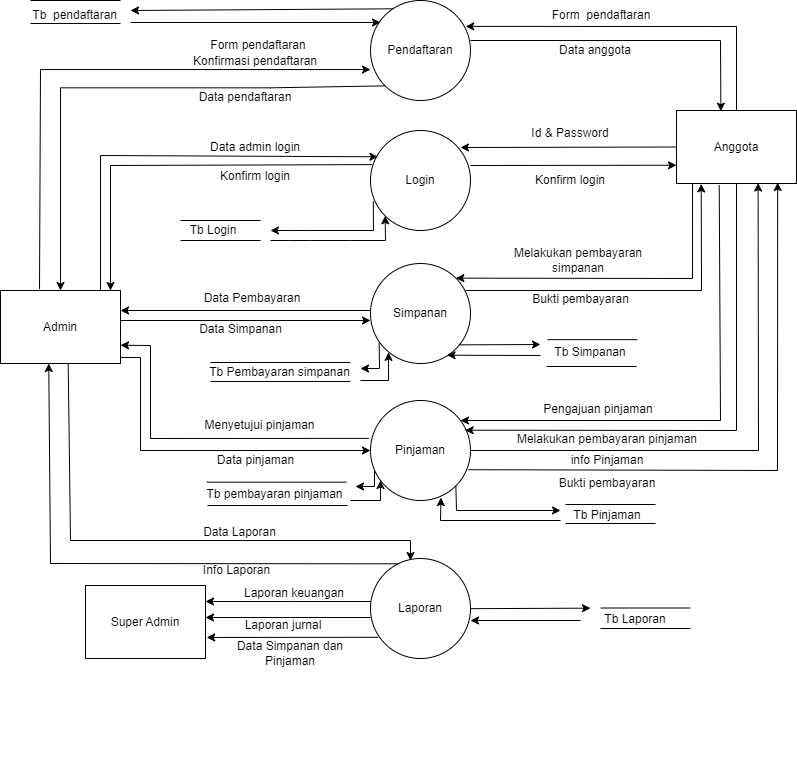 Tb  pendaftaran
Form  pendaftaran
Pendaftaran
Form pendaftaran
Konfirmasi pendaftaran
Data anggota
Data pendaftaran
Data admin login
Id & Password
Anggota
Konfirm login
Login
Konfirm login
Tb Login
Melakukan pembayaran
simpanan
Data Pembayaran
Bukti pembayaran
Admin
Data Simpanan
Simpanan
Tb Pembayaran simpanan
Tb Simpanan
Pengajuan pinjaman
Menyetujui pinjaman
Melakukan pembayaran pinjaman
Pinjaman
Data pinjaman
info Pinjaman
Bukti pembayaran
Tb pembayaran pinjaman
Tb Pinjaman
Data Laporan
Info Laporan
Laporan keuangan
Super Admin
Laporan
Laporan jurnal
Tb Laporan
Data Simpanan dan
Pinjaman